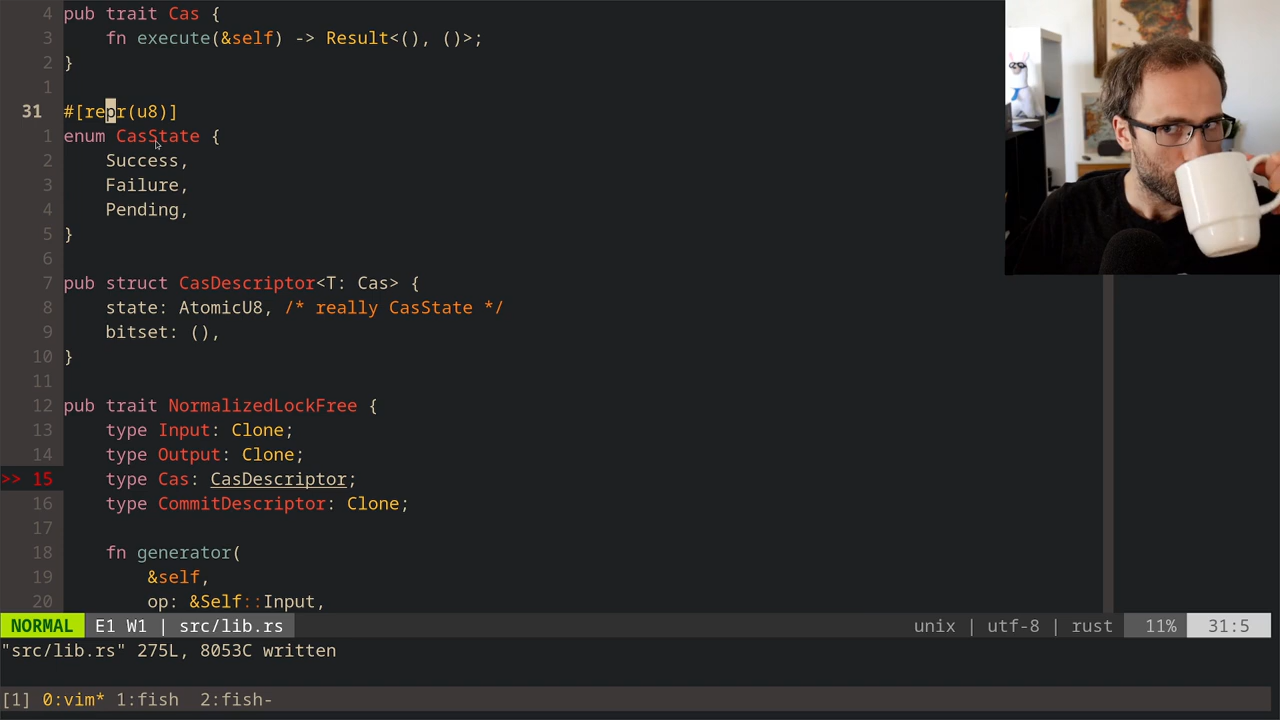 4 pub trait Cas {
3     fn execute(&self) -> Result<(), ()>;
2 }
1
31 #[repr(u8)]
1 enum CasState {
2     Success,
3     Failure,
4     Pending,
5 }
6
7 pub struct CasDescriptor<T: Cas> {
8     state: AtomicU8, /* really CasState */
9     bitset: (),
10 }
11
12 pub trait NormalizedLockFree {
13     type Input: Clone;
14     type Output: Clone;
>> 15     type Cas: CasDescriptor;
16     type CommitDescriptor: Clone;
17
18     fn generator(
19         &self,
20         op: &Self::Input,
NORMAL E1 W1 | src/lib.rs unix | utf-8 | rust 11% 31:5
"src/lib.rs" 275L, 8053C written
[1] 0:vim* 1:fish 2:fish-